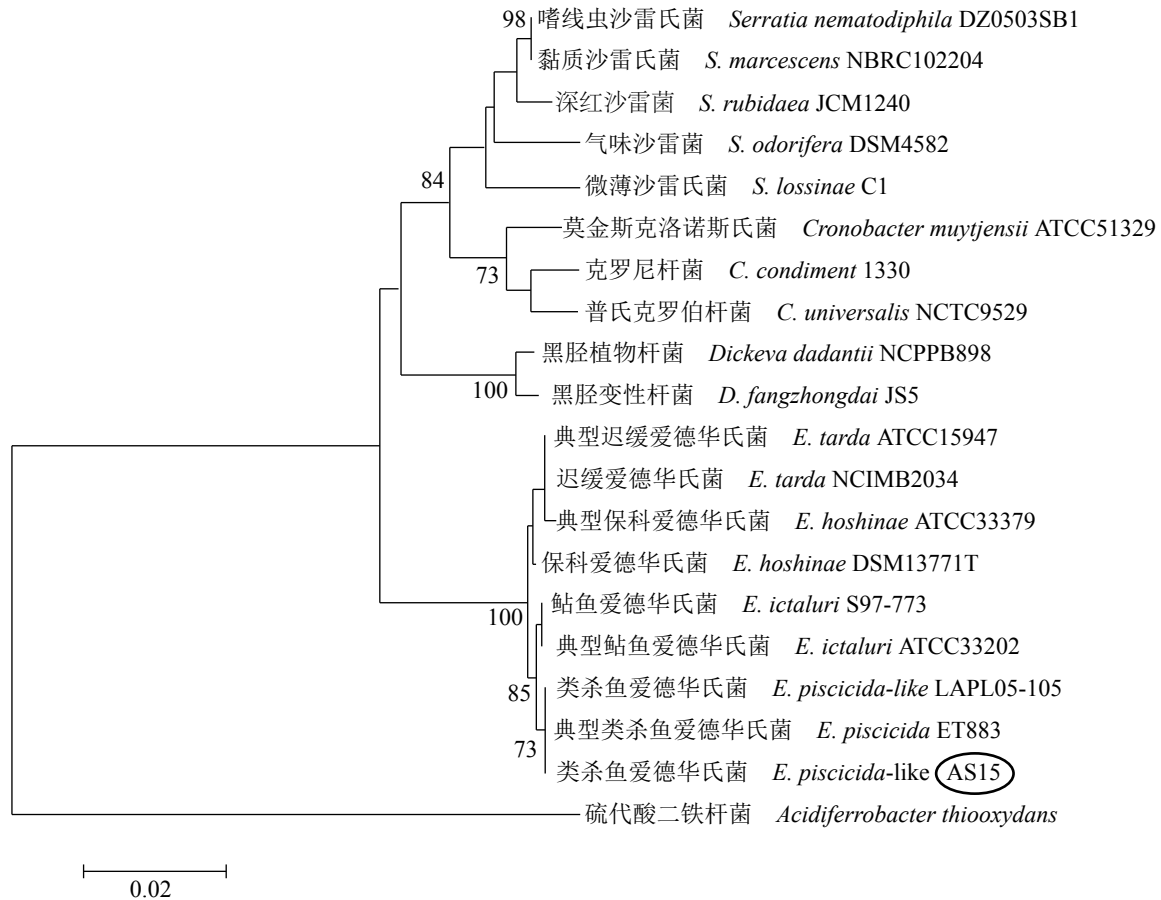 98
嗜线虫沙雷氏菌 Serratia nematodiphila DZ0503SB1
黏质沙雷氏菌 S. marcescens NBRC102204
深红沙雷菌 S. rubidaea JCM1240
气味沙雷菌 S. odorifera DSM4582
84
微薄沙雷氏菌 S. lossinae C1
莫金斯克洛诺斯氏菌 Cronobacter muytjensii ATCC51329
73
克罗尼杆菌 C. condiment 1330
普氏克罗伯杆菌 C. universalis NCTC9529
黑胫植物杆菌 Dickeva dadantii NCPPB898
100
黑胫变性杆菌 D. fangzhongdai JS5
典型迟缓爱德华氏菌 E. tarda ATCC15947
迟缓爱德华氏菌 E. tarda NCIMB2034
典型保科爱德华氏菌 E. hoshinae ATCC33379
保科爱德华氏菌 E. hoshinae DSM13771T
100
鲇鱼爱德华氏菌 E. ictaluri S97-773
典型鲇鱼爱德华氏菌 E. ictaluri ATCC33202
85
类杀鱼爱德华氏菌 E. piscicida-like LAPL05-105
典型类杀鱼爱德华氏菌 E. piscicida ET883
73
类杀鱼爱德华氏菌 E. piscicida-like AS15
硫代酸二铁杆菌 Acidiferrobacter thiooxydans
0.02